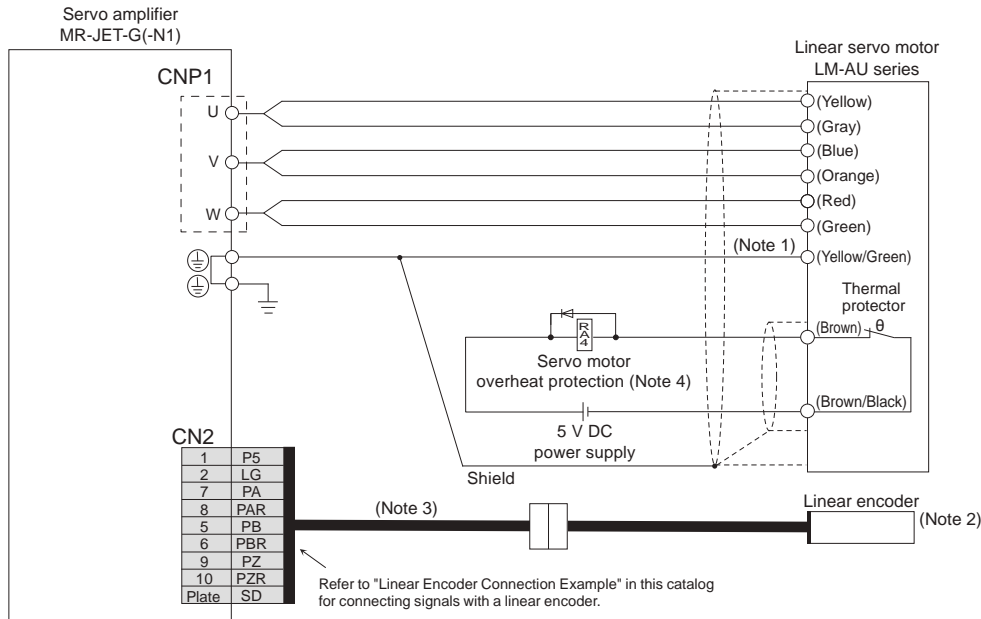 Servo amplifier
MR-JET-G(-N1)
Linear servo motor
LM-AU series
CNP1
U
V
W
(Yellow)
(Gray)
(Blue)
(Orange)
(Red)
(Green)
(Note 1)
(Yellow/Green)
Thermal
protector
(Brown)
θ
RA4
Servo motor
overheat protection (Note 4)
(Brown/Black)
5 V DC
power supply
Shield
CN2
1 P5
2 LG
7 PA
8 PAR
5 PB
6 PBR
9 PZ
10 PZR
Plate SD
(Note 3)
Linear encoder
(Note 2)
Refer to "Linear Encoder Connection Example" in this catalog
for connecting signals with a linear encoder.